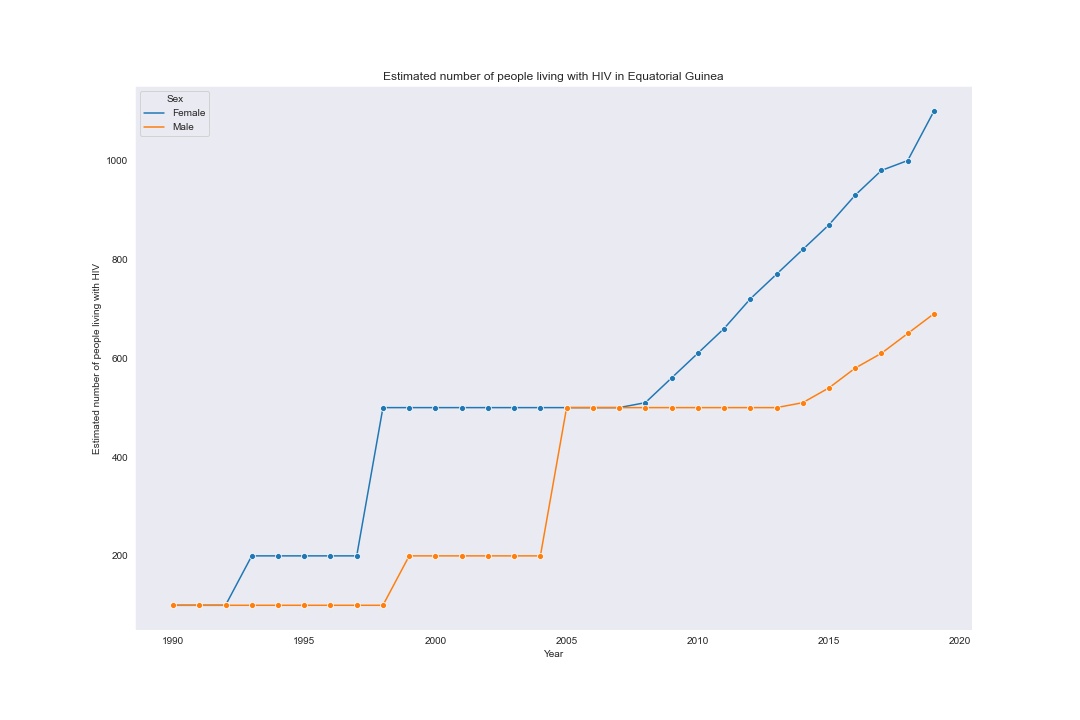 Estimated number of people living with HIV in Equatorial Guinea
Sex
Female
Male
Estimated number of people living with HIV
1000
800
600
400
200
1990 1995 2000 2005 2010 2015 2020
Year